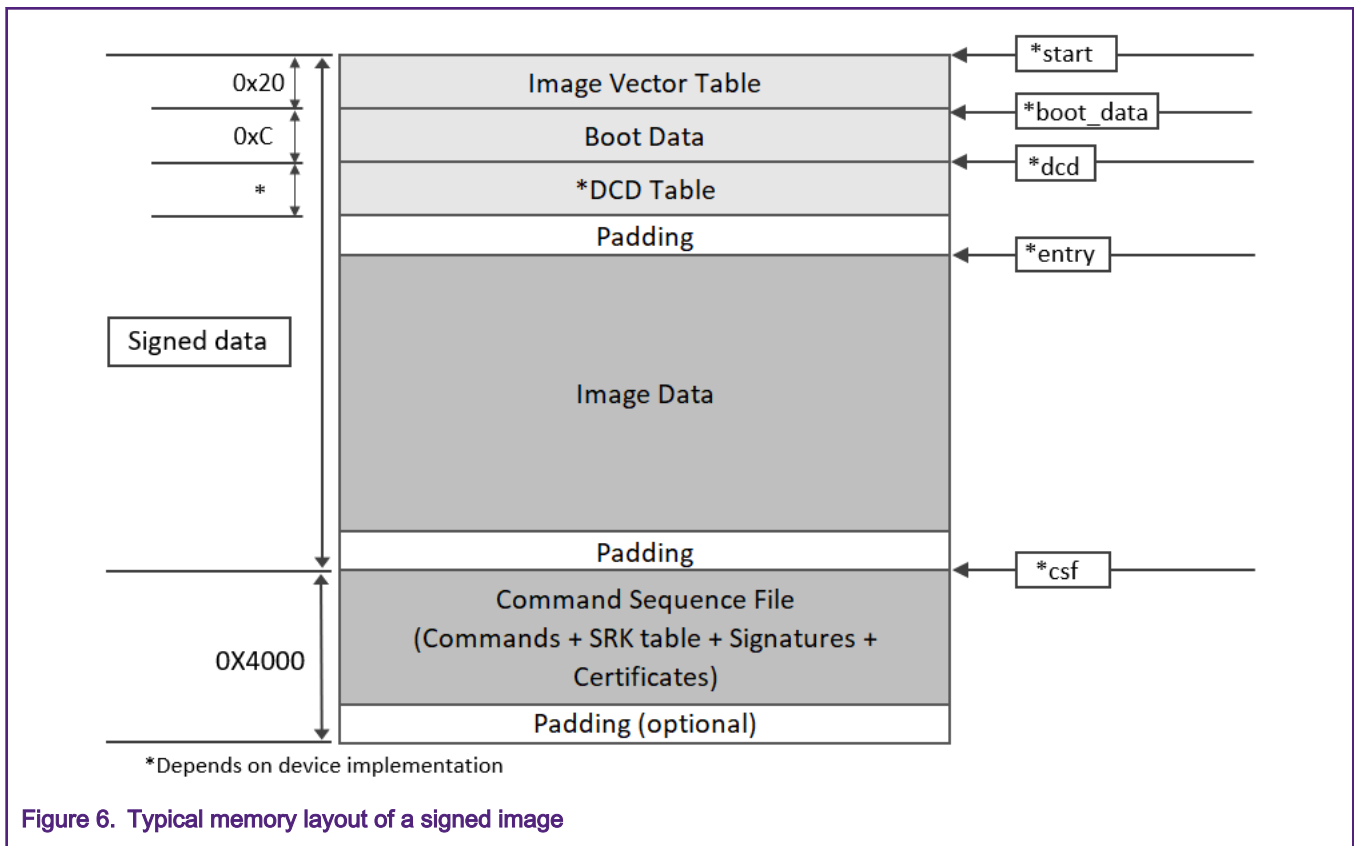 *start
0x20
Image Vector Table
*boot_data
0xC
Boot Data
*dcd
*
*DCD Table
Padding
*entry
Signed data
Image Data
Padding
*csf
Command Sequence File
(Commands + SRK table + Signatures +
Certificates)
0X4000
Padding (optional)
*Depends on device implementation
Figure 6. Typical memory layout of a signed image